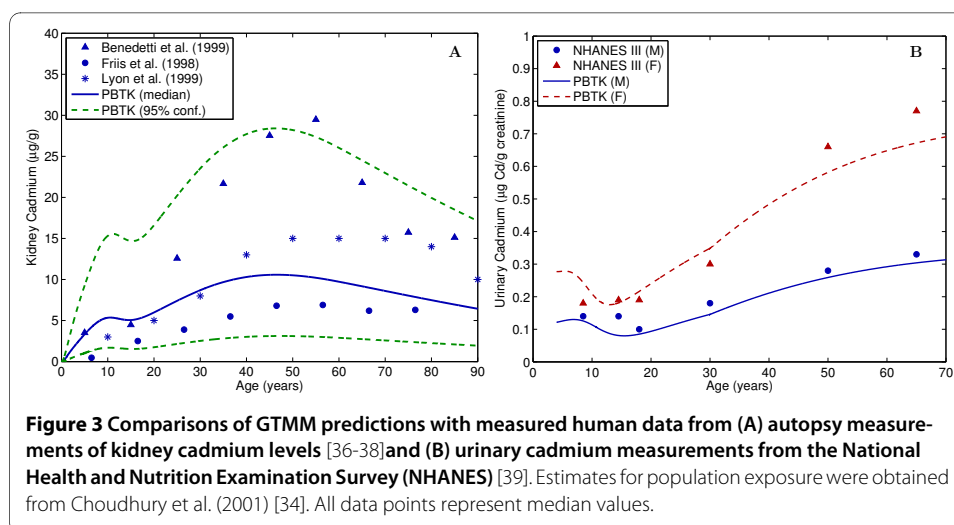 40
35
30
25
20
15
10
5
0
Kidney Cadmium (µg/g)
0 10 20 30 40 50 60 70 80 90
Age (years)
A
Benedetti et al. (1999)
Friis et al. (1998)
Lyon et al. (1999)
PBTK (median)
PBTK (95% conf.)
1
0.9
0.8
0.7
0.6
0.5
0.4
0.3
0.2
0.1
0
Urinary Cadmium (µg Cd/g creatinine)
0 10 20 30 40 50 60 70
Age (years)
B
NHANES III (M)
NHANES III (F)
PBTK (M)
PBTK (F)
Figure 3 Comparisons of GTMM predictions with measured human data from (A) autopsy measure-
ments of kidney cadmium levels [36-38]and (B) urinary cadmium measurements from the National
Health and Nutrition Examination Survey (NHANES) [39]. Estimates for population exposure were obtained
from Choudhury et al. (2001) [34]. All data points represent median values.